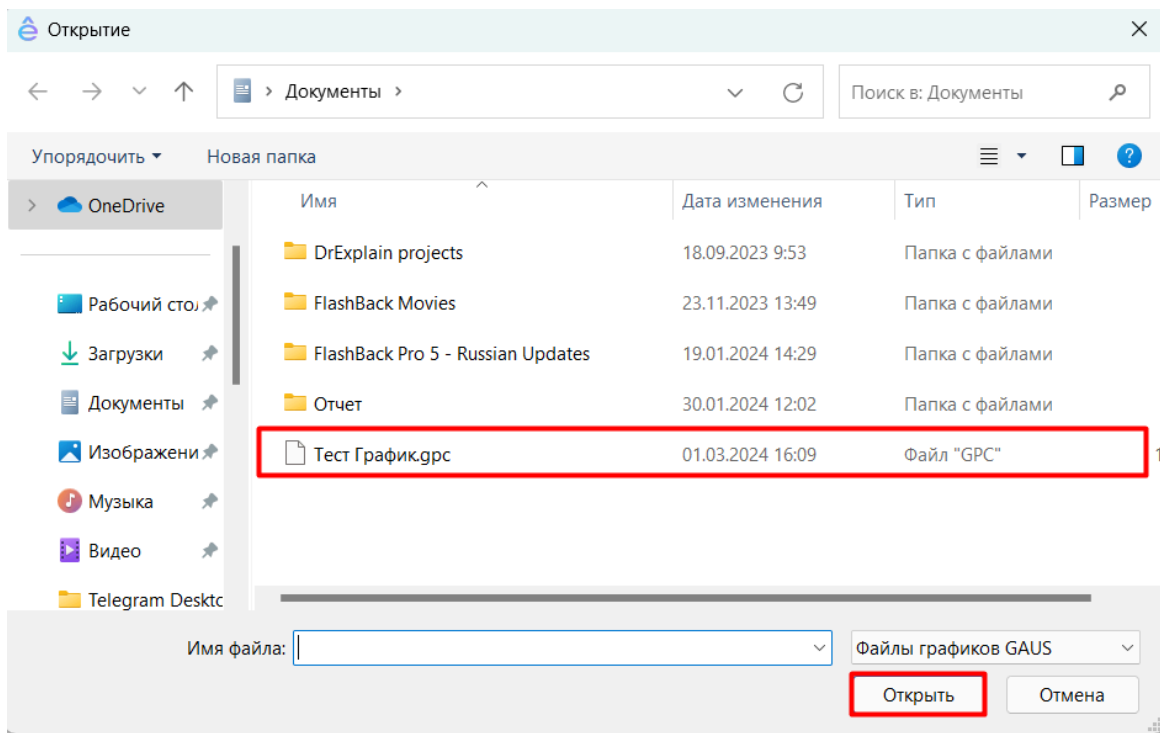 Открытие
Документы
Поиск в: Документы
Упорядочить Новая папка
OneDrive
Имя Дата изменения Тип Размер
DrExplain projects 18.09.2023 9:53 Папка с файлами
Рабочий сто FlashBack Movies 23.11.2023 13:49 Папка с файлами
Загрузки FlashBack Pro 5 - Russian Updates 19.01.2024 14:29 Папка с файлами
Документы Отчет 30.01.2024 12:02 Папка с файлами
Изображени Тест График.gpc 01.03.2024 16:09 Файл "GPC" 1
Музыка
Видео
Telegram Desktc
Имя файла: Файлы графиков GAUS
Открыть Отмена